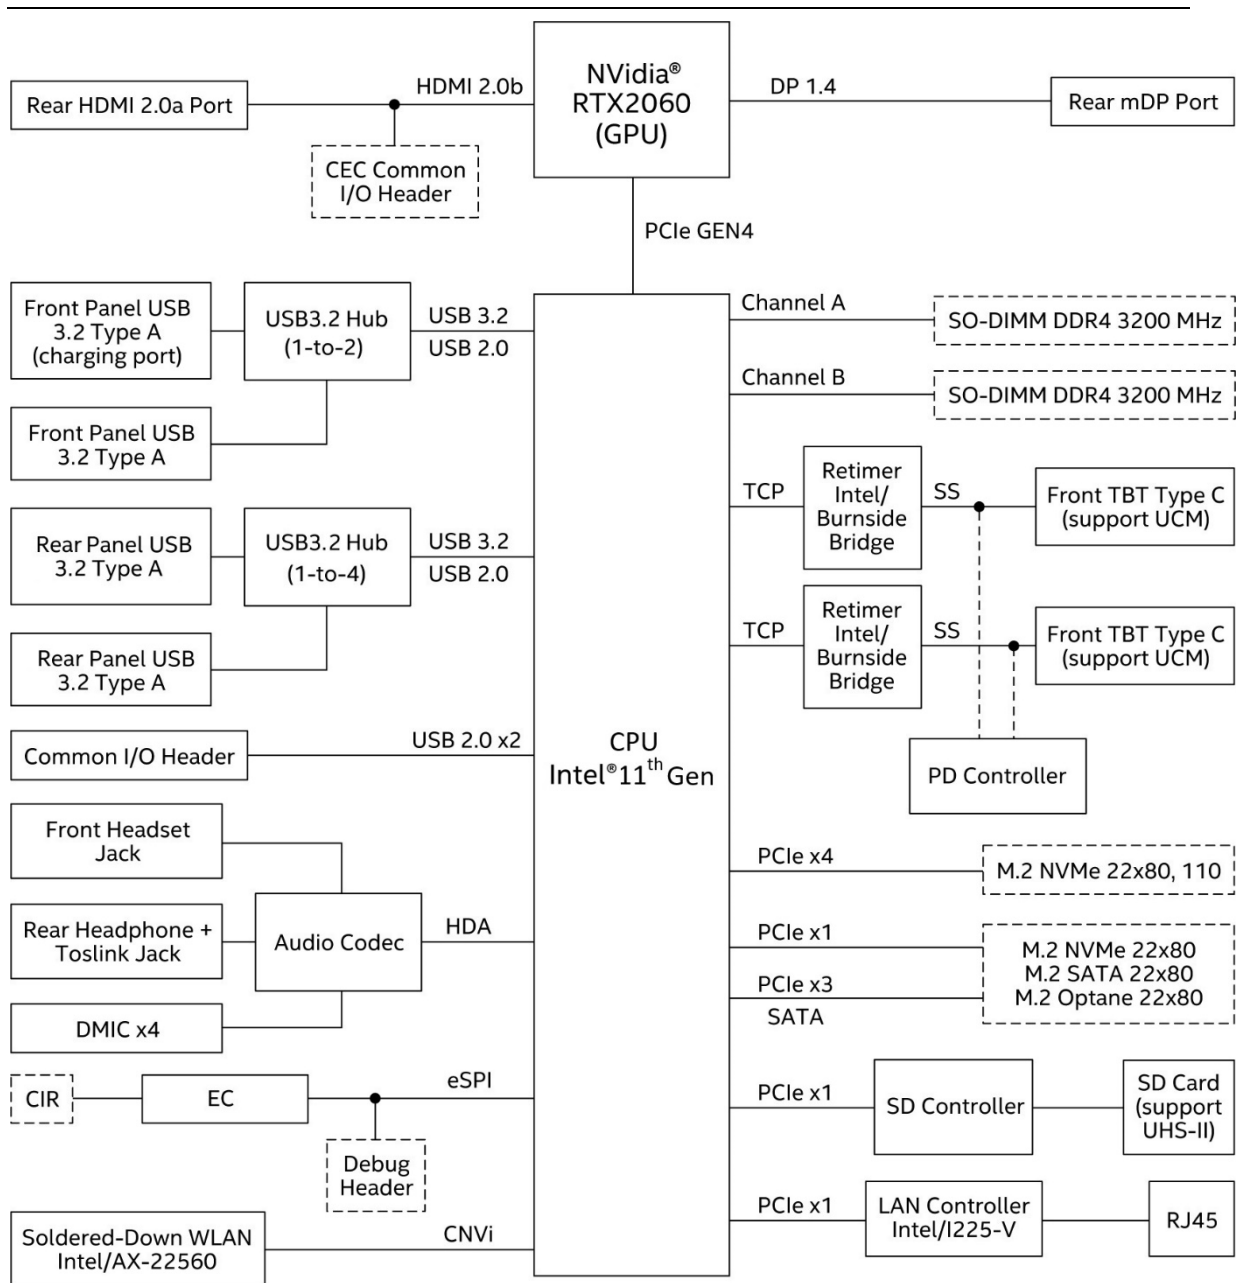 NVidia®
RTX2060
(GPU)
HDMI 2.0b
DP 1.4
Rear HDMI 2.0a Port
Rear mDP Port
CEC Common
I/O Header
PCIe GEN4
Front Panel USB
3.2 Type A
(charging port)
USB3.2 Hub
(1-to-2)
USB 3.2
USB 2.0
Front Panel USB
3.2 Type A
Channel A
SO-DIMM DDR4 3200 MHz
Channel B
SO-DIMM DDR4 3200 MHz
Rear Panel USB
3.2 Type A
USB3.2 Hub
(1-to-4)
USB 3.2
USB 2.0
Rear Panel USB
3.2 Type A
TCP
Retimer
Intel/
Burnside
Bridge
SS
Front TBT Type C
(support UCM)
TCP
Retimer
Intel/
Burnside
Bridge
SS
Front TBT Type C
(support UCM)
PD Controller
Common I/O Header
USB 2.0 x2
CPU
Intel®11th Gen
Front Headset
Jack
Rear Headphone +
Toslink Jack
Audio Codec
HDA
DMIC x4
PCIe x4
M.2 NVMe 22x80, 110
PCIe x1
PCIe x3
SATA
M.2 NVMe 22x80
M.2 SATA 22x80
M.2 Optane 22x80
CIR
EC
eSPI
Debug
Header
PCIe x1
SD Controller
SD Card
(support
UHS-II)
Soldered-Down WLAN
Intel/AX-22560
CNVi
PCIe x1
LAN Controller
Intel/I225-V
RJ45